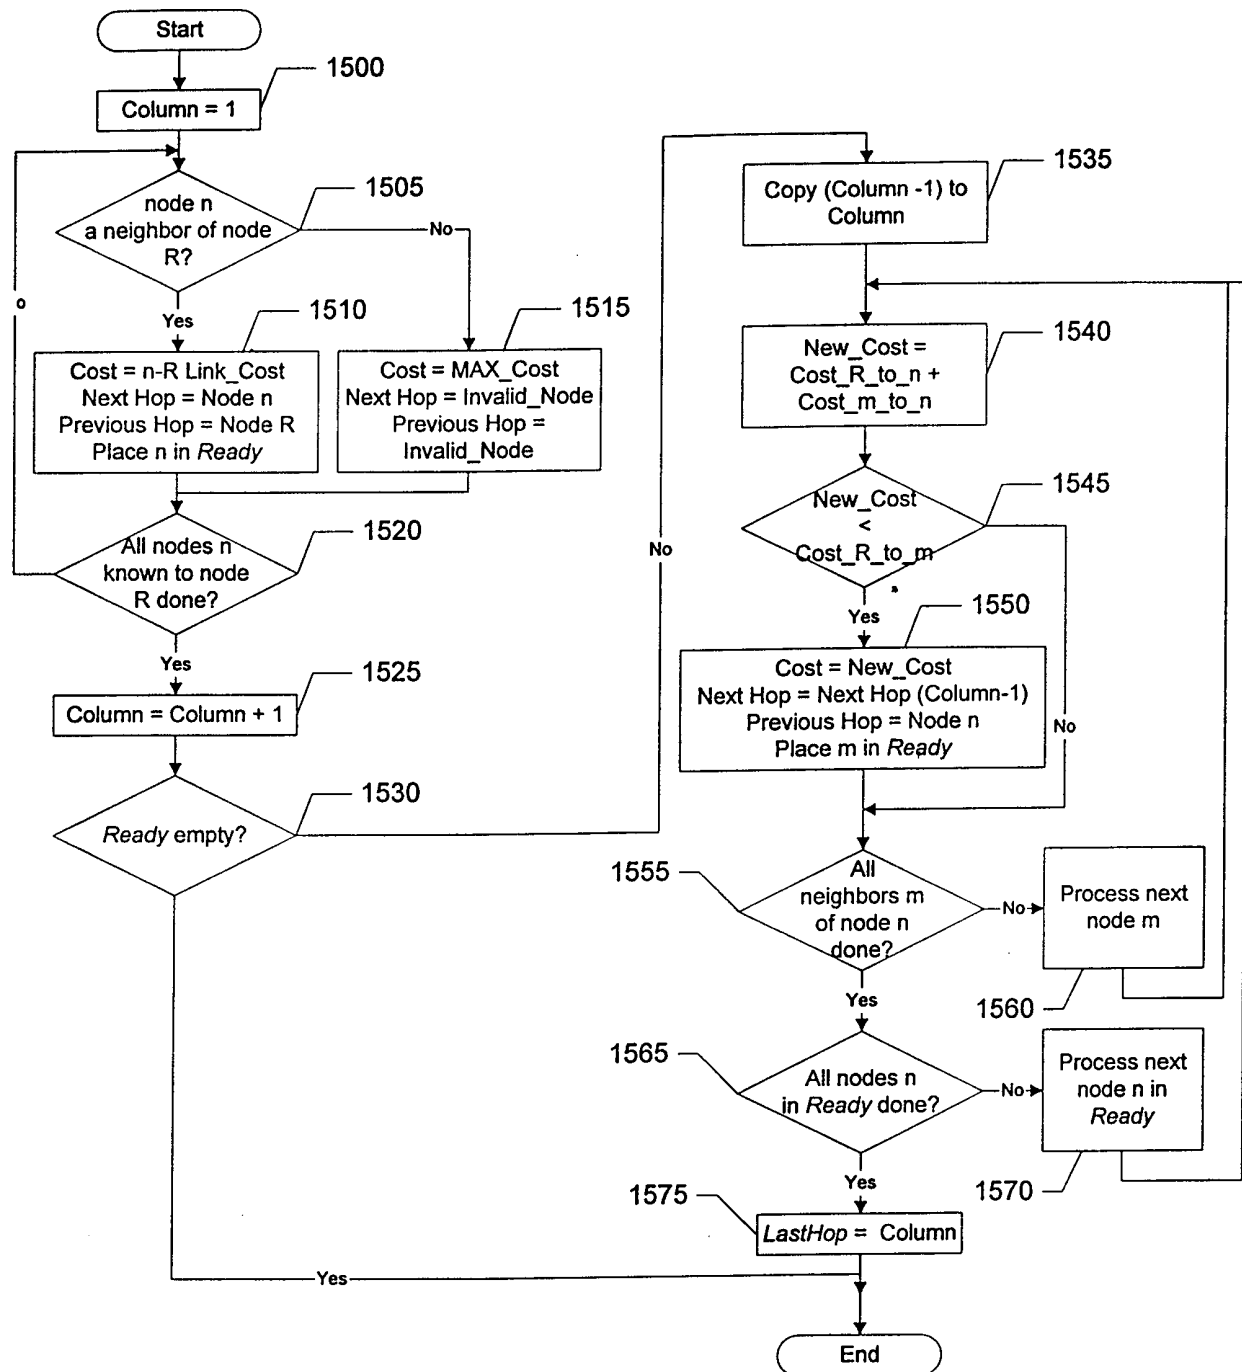 Start
1500
Column = 1
1505
node n
a neighbor of node
R?
No
Yes
o
1510
Cost = n-R Link_Cost
Next Hop = Node n
Previous Hop = Node R
Place n in Ready
1515
Cost = MAX_Cost
Next Hop = Invalid_Node
Previous Hop =
Invalid_Node
1520
All nodes n
known to node
R done?
Yes
1525
Column = Column + 1
1530
Ready empty?
No
Yes
1535
Copy (Column -1) to
Column
1540
New_Cost =
Cost_R_to_n +
Cost_m_to_n
1545
New_Cost
<
Cost_R_to_m
Yes
No
1550
Cost = New_Cost
Next Hop = Next Hop (Column-1)
Previous Hop = Node n
Place m in Ready
1555
All
neighbors m
of node n
done?
No
Process next
node m
1560
Yes
1565
All nodes n
in Ready done?
No
Process next
node n in
Ready
1570
Yes
1575
LastHop = Column
End